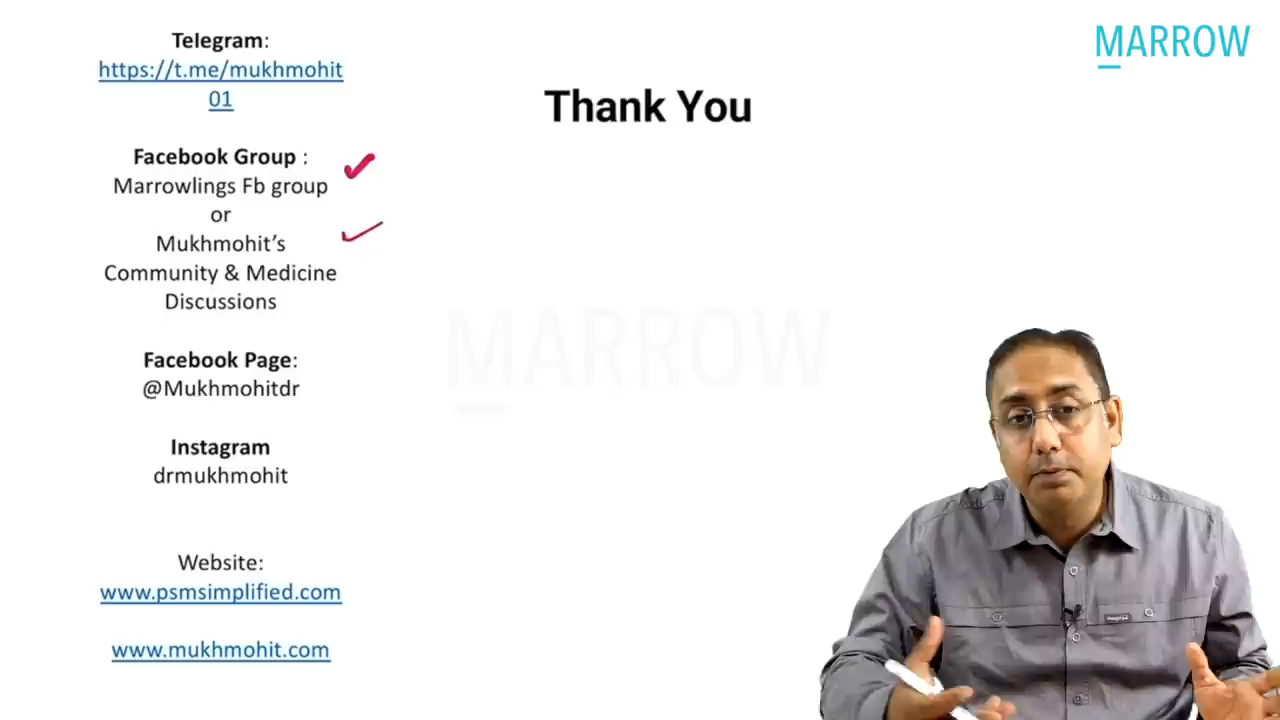 Telegram:
https://t.me/mukhmohit
01
Facebook Group :
Marrowlings Fb group
or
Mukhmohit’s
Community & Medicine
Discussions
Facebook Page:
@Mukhmohitdr
Instagram
drmukhmohit
Website:
www.psmsimplified.com
www.mukhmohit.com
Thank You
MARROW
MARROW